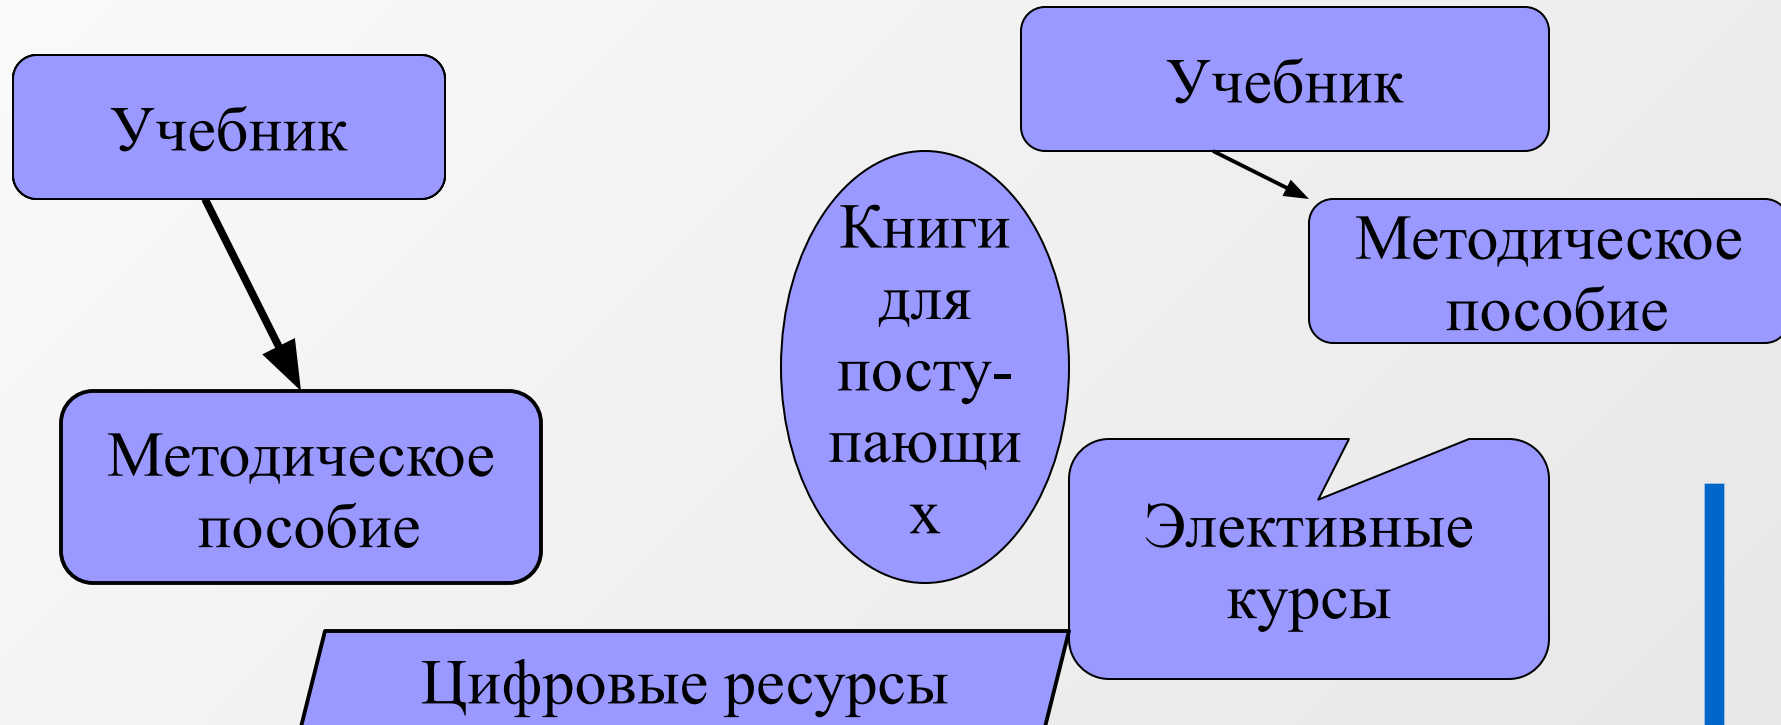 Учебник
Методическое
пособие
Книги
для
посту-
пающи
х
Учебник
Методическое
пособие
Элективные
курсы
Цифровые ресурсы